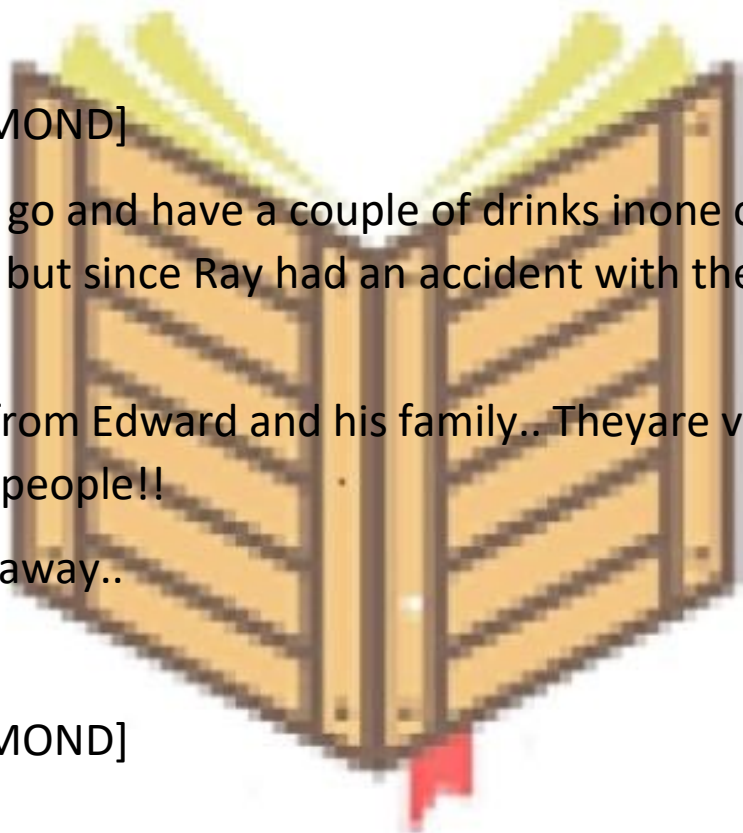 MOND]
go and have a couple of drinks inone
but since Ray had an accident with the
from Edward and his family.. Theyare v
people!!
away..
MOND]